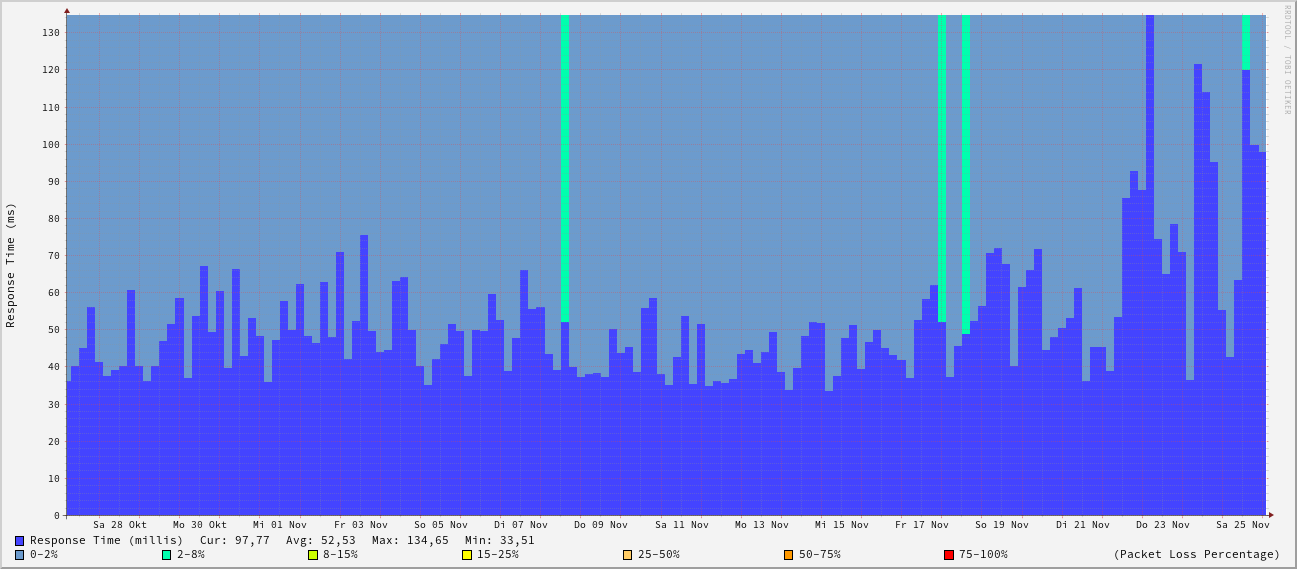 RRDTOOL / TOBI OETIKER
Response Time (ms)
130
120
110
100
90
80
70
60
50
40
30
20
10
0
Sa 28 Okt Mo 30 Okt Mi 01 Nov Fr 03 Nov So 05 Nov Di 07 Nov Do 09 Nov Sa 11 Nov Mo 13 Nov Mi 15 Nov Fr 17 Nov So 19 Nov Di 21 Nov Do 23 Nov Sa 25 Nov
Response Time (millis) Cur: 97,77 Avg: 52,53 Max: 134,65 Min: 33,51
0-2% 2-8% 8-15% 15-25% 25-50% 50-75% 75-100% (Packet Loss Percentage)